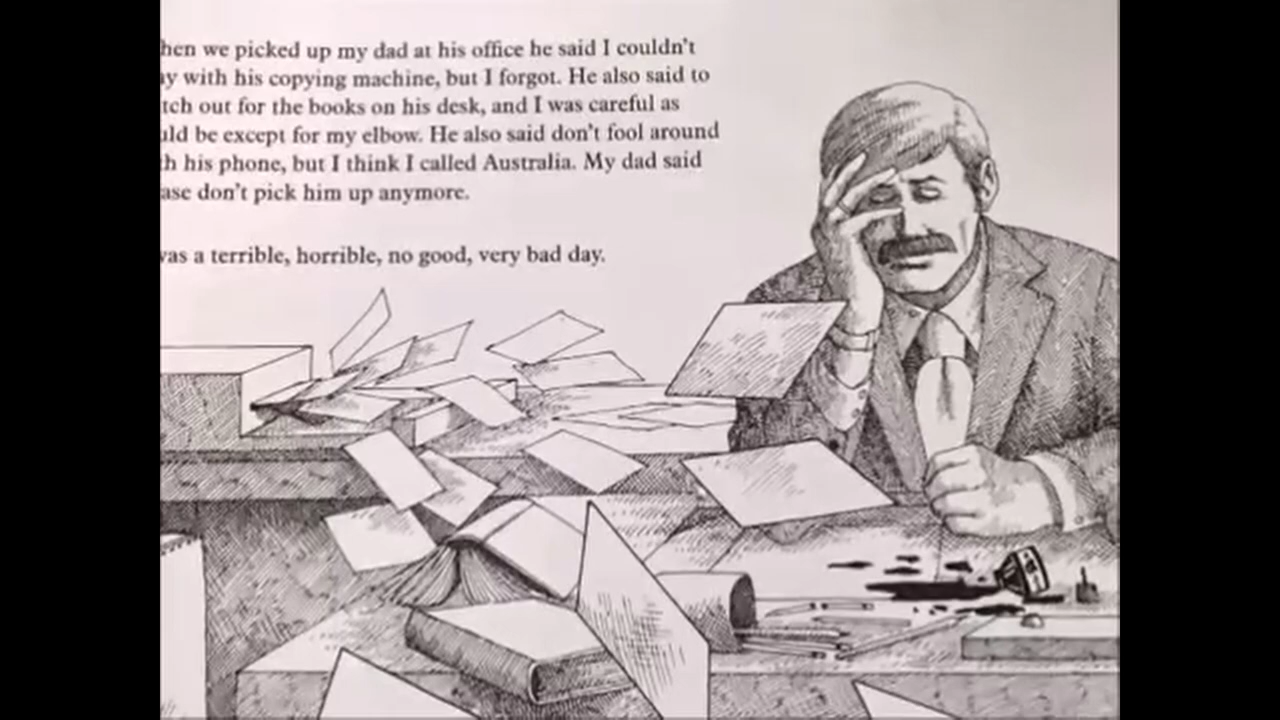 hen we picked up my dad at his office he said I couldn't
y with his copying machine, but I forgot. He also said to
tch out for the books on his desk, and I was careful as
uld be except for my elbow. He also said don't fool around
h his phone, but I think I called Australia. My dad said
ase don't pick him up anymore.
was a terrible, horrible, no good, very bad day.